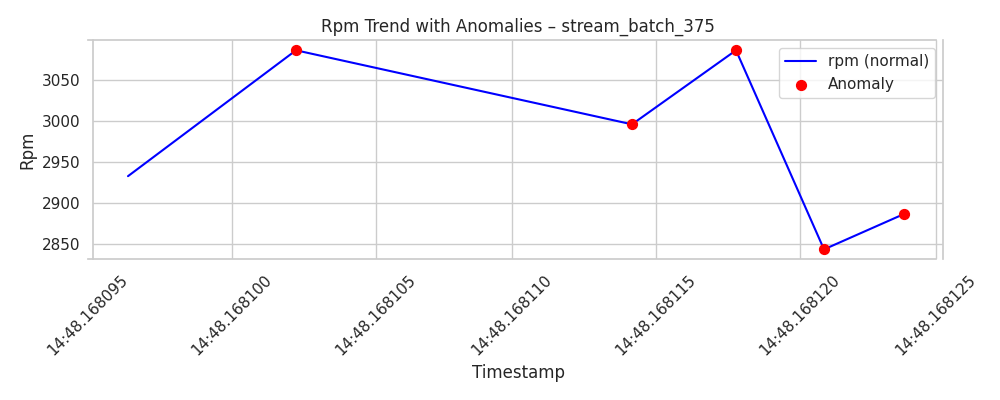 Rpm Trend with Anomalies – stream_batch_375
rpm (normal)
Anomaly
Rpm
3050
3000
2950
2900
2850
14:48.168095
14:48.168100
14:48.168105
14:48.168110
14:48.168115
14:48.168120
14:48.168125
Timestamp